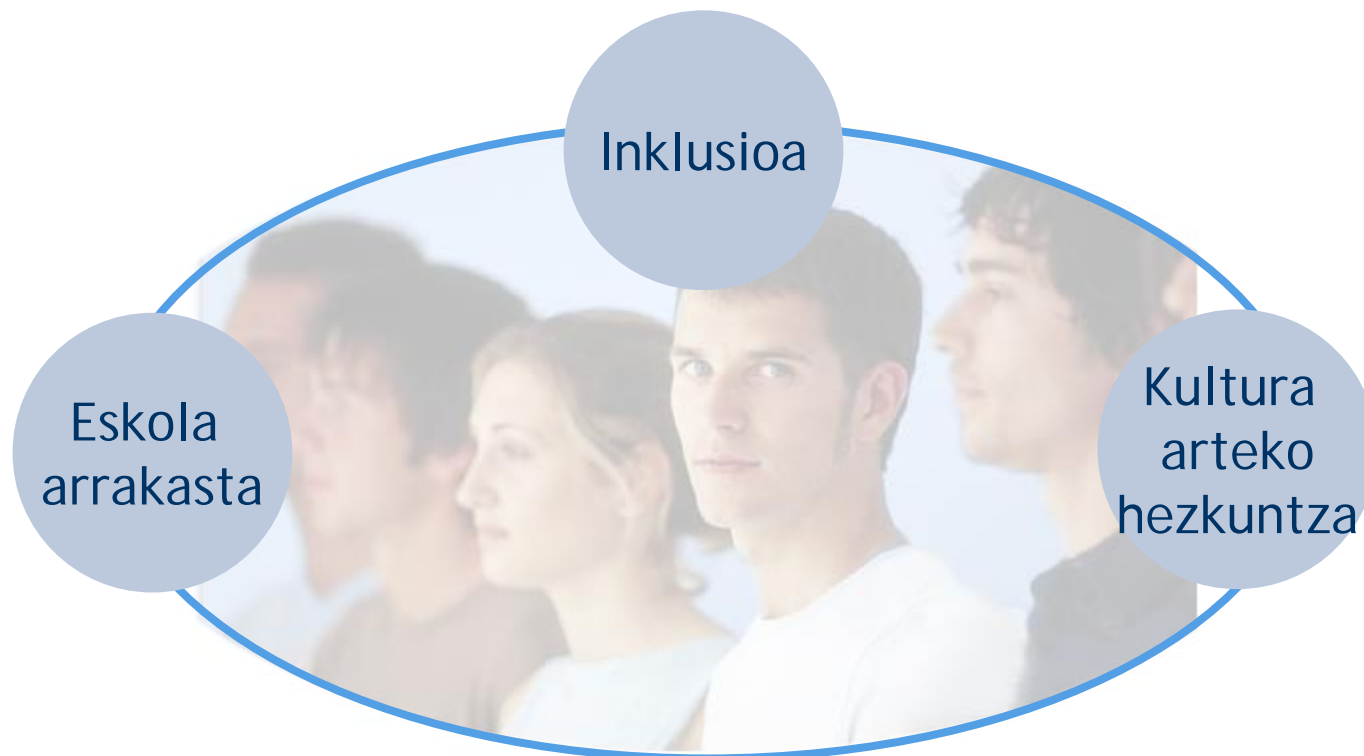 Inklusioa
Eskola
arrakasta
Kultura
arteko
hezkuntza